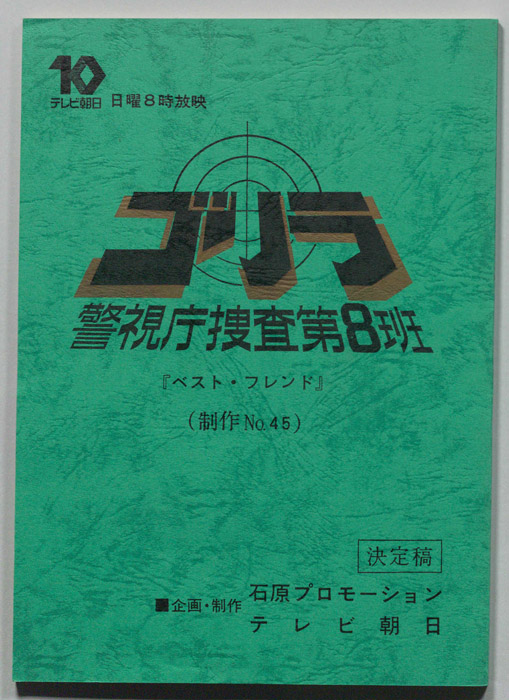 10
テレビ朝日 日曜8時放映
ゴリラ
警視庁捜査第8班
『ベスト・フレンド』
(制作No.45)
決定稿
■企画・制作 石原プロモーション
テレビ朝日